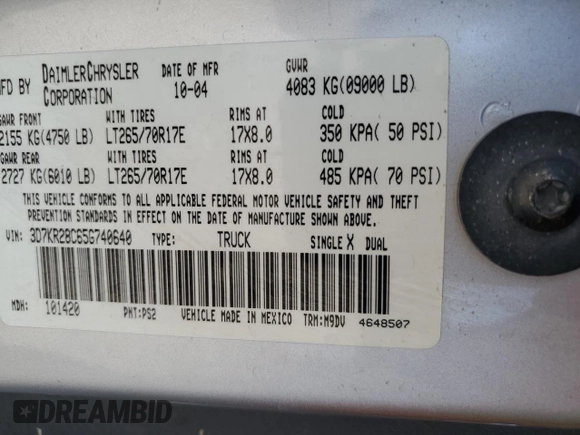 MFD BY DAIMLERCHRYSLER CORPORATION DATE OF MFR 10-04 GVWR 4083 KG(09000 LB)
GAWR FRONT WITH TIRES RIMS AT COLD
2155 KG(4750 LB) LT265/70R17E 17X8.0 350 KPA( 50 PSI)
GAWR REAR WITH TIRES RIMS AT COLD
2727 KG(6010 LB) LT265/70R17E 17X8.0 485 KPA( 70 PSI)
THIS VEHICLE CONFORMS TO ALL APPLICABLE FEDERAL MOTOR VEHICLE SAFETY AND THEFT
PREVENTION STANDARDS IN EFFECT ON THE DATE OF MANUFACTURE SHOWN ABOVE.
VIN: 3D7KR28C65G740640 TYPE: TRUCK SINGLE X DUAL
MDH: 101420 PNT:PS2 VEHICLE MADE IN MEXICO TRM:M9DV 4648507
DREAMBID